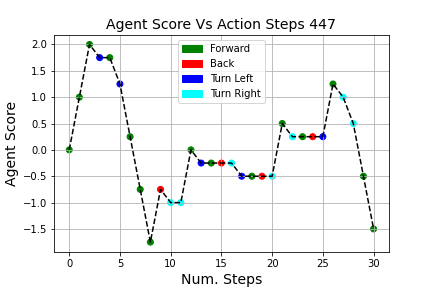 Agent Score Vs Action Steps 447
Forward
Back
Turn Left
Turn Right
Agent Score
2.0
1.5
1.0
0.5
0.0
−0.5
−1.0
−1.5
0 5 10 15 20 25 30
Num. Steps